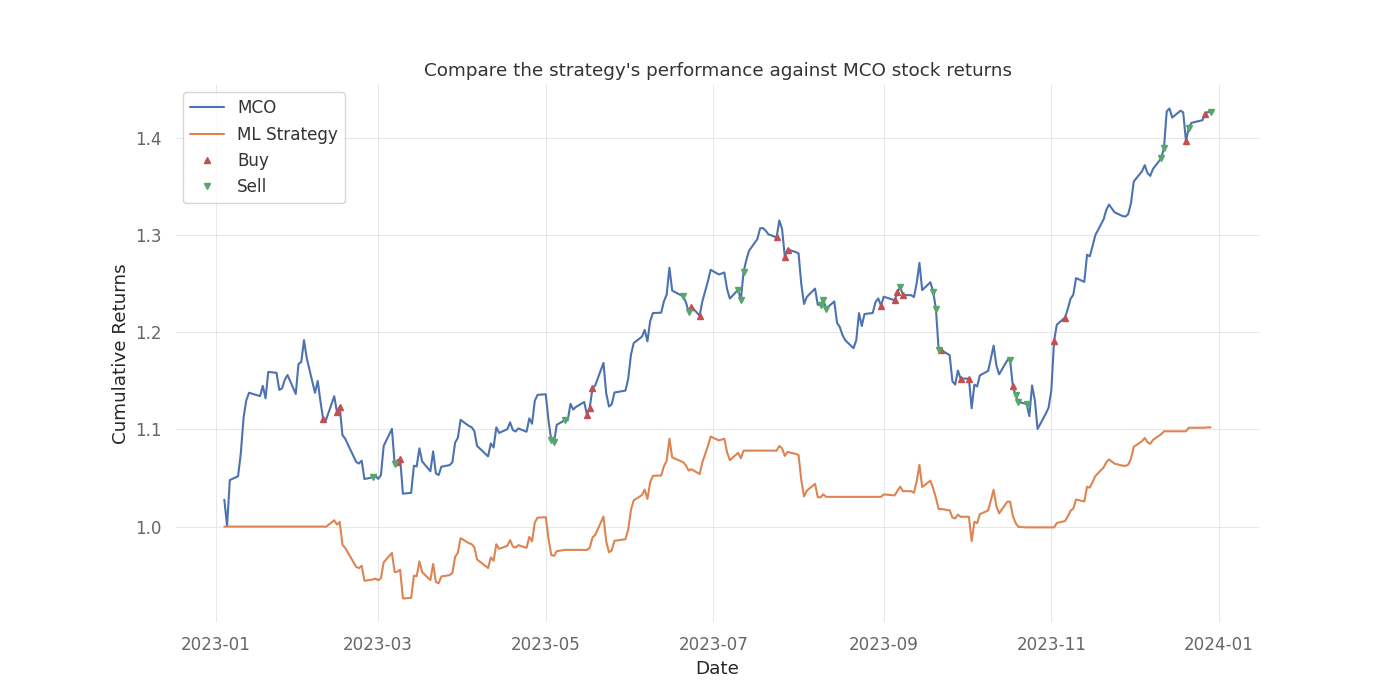 Compare the strategy's performance against MCO stock returns
MCO
ML Strategy
Buy
Sell
Cumulative Returns
1.4
1.3
1.2
1.1
1.0
2023-01 2023-03 2023-05 2023-07 2023-09 2023-11 2024-01
Date